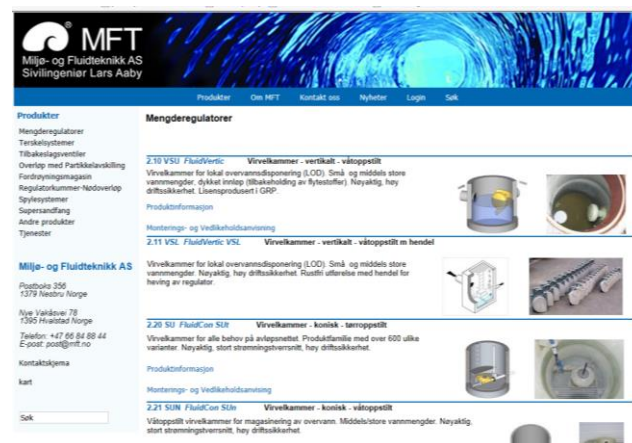 MFT
Miljø- og Fluidteknikk AS
Sivilingeniør Lars Aaby
Produkter Om MFT Kontakt oss Nyheter Login Søk
Produkter
Mengderegulatorer
Terskelsystemer
Tilbakeslagsventiler
Overløp med Partikkelavskilling
Fordrøyningsmagasin
Regulatorkummer-Nødoverløp
Spylesystemer
Supersandfang
Andre produkter
Tjenester
Miljø- og Fluidteknikk AS
Postboks 356
1379 Nesbru Norge
Nye Vakåsvei 78
1395 Hvalstad Norge
Telefon: +47 66 84 88 44
E-post: post@mft.no
Kontaktskjema
kart
Søk
Mengderegulatorer
2.10 VSU FluidVertic Virvelkammer - vertikalt - våtoppstilt
Virvelkammer for lokal overvannsdisponering (LOD). Små og middels store
vannmengder, dykket innløp (tilbakeholding av flytestoffer). Nøyaktig, høy
driftssikkerhet. Lisensprodusert i GRP.
Produktinformasjon
Monterings- og Vedlikeholdsanvisning
2.11 VSL FluidVertic VSL Virvelkammer - vertikalt - våtoppstilt m hendel
Virvelkammer for lokal overvannsdisponering (LOD). Små og middels store
vannmengder. Nøyaktig, høy driftssikkerhet. Rustfri utførelse med hendel for
heving av regulator.
2.20 SU FluidCon SUt Virvelkammer - konisk - tørroppstilt
Virvelkammer for alle behov på avløpsnettet. Produktfamilie med over 600 ulike
varianter. Nøyaktig, stort strømningstverrsnitt, høy driftssikkerhet.
Produktinformasjon
Monterings- og Vedlikeholdsanvisning
2.21 SUN FluidCon SUn Virvelkammer - konisk - våtoppstilt
Våtoppstilt virvelkammer for magasinering av overvann. Middels/store vannmengder. Nøyaktig,
stort strømningstverrsnitt, høy driftssikkerhet.